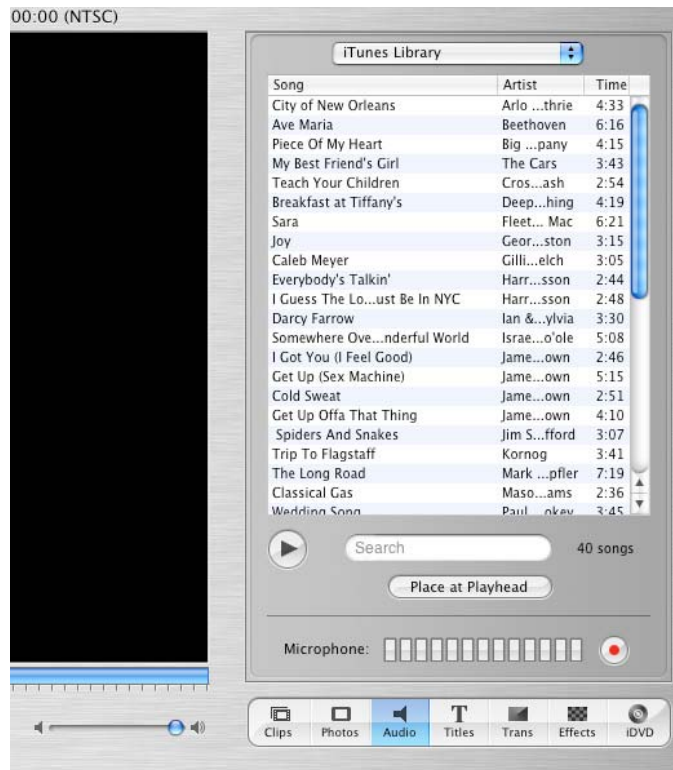 00:00 (NTSC)
iTunes Library
Song Artist Time
City of New Orleans Arlo ...thrie 4:33
Ave Maria Beethoven 6:16
Piece Of My Heart Big ...pany 4:15
My Best Friend's Girl The Cars 3:43
Teach Your Children Cros...ash 2:54
Breakfast at Tiffany's Deep...hing 4:19
Sara Fleet... Mac 6:21
Joy Geor...ston 3:15
Caleb Meyer Gilli...elch 3:05
Everybody's Talkin' Harr...sson 2:44
I Guess The Lo...ust Be In NYC Harr...sson 2:48
Darcy Farrow Ian &...ylvia 3:30
Somewhere Ove...nderful World Israe...o'ole 5:08
I Got You (I Feel Good) Jame...own 2:46
Get Up (Sex Machine) Jame...own 5:15
Cold Sweat Jame...own 2:51
Get Up Offa That Thing Jame...own 4:10
Spiders And Snakes Jim S...fford 3:07
Trip To Flagstaff Kornog 3:41
The Long Road Mark ...pfler 7:19
Classical Gas Maso...ams 2:36
Wedding Song Paul ...okey 3:45
Search 40 songs
Place at Playhead
Microphone:
Clips Photos Audio Titles Trans Effects iDVD